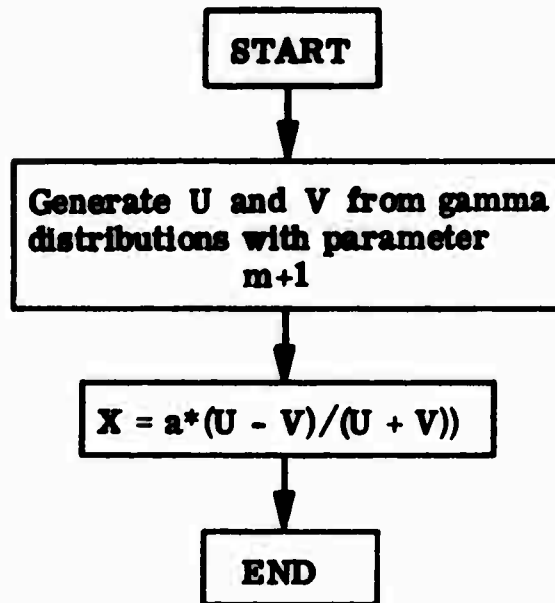 START
Generate U and V from gamma
distributions with parameter
m+1
X = a*(U - V)/(U + V))
END